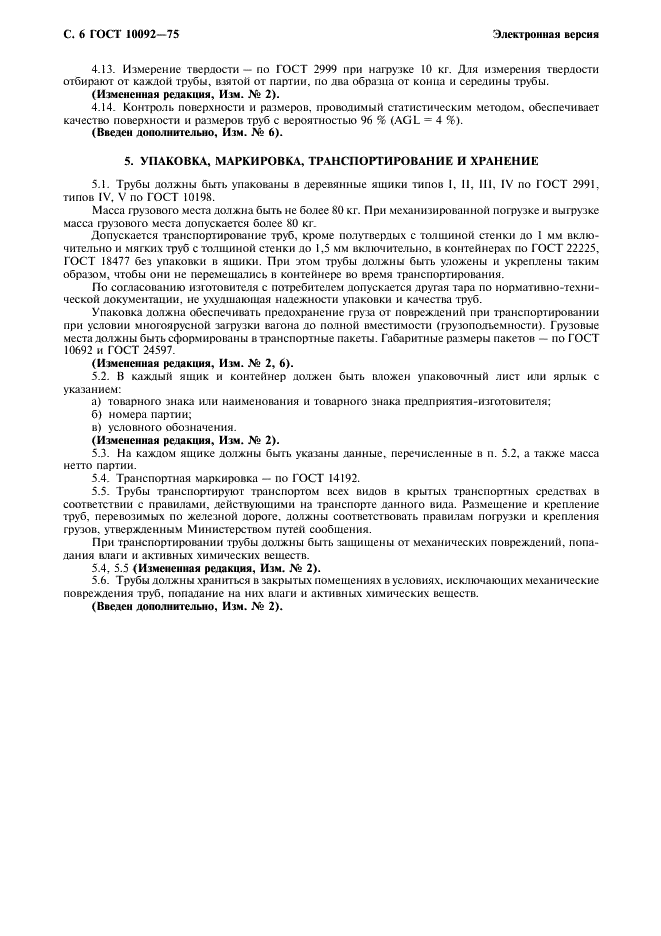 С. 6 ГОСТ 10092—75 Электронная версия
4.13. Измерение твердости — по ГОСТ 2999 при нагрузке 10 кг. Для измерения твердости
отбирают от каждой трубы, взятой от партии, по два образца от конца и середины трубы.
(Измененная редакция, Изм. № 2).
4.14. Контроль поверхности и размеров, проводимый статистическим методом, обеспечивает
качество поверхности и размеров труб с вероятностью 96 % (AGL = 4 %).
(Введен дополнительно, Изм. № 6).
5. УПАКОВКА, МАРКИРОВКА, ТРАНСПОРТИРОВАНИЕ И ХРАНЕНИЕ
5.1. Трубы должны быть упакованы в деревянные ящики типов I, II, III, IV по ГОСТ 2991,
типов IV, V по ГОСТ 10198.
Масса грузового места должна быть не более 80 кг. При механизированной погрузке и выгрузке
масса грузового места допускается более 80 кг.
Допускается транспортирование труб, кроме полутвердых с толщиной стенки до 1 мм вклю-
чительно и мягких труб с толщиной стенки до 1,5 мм включительно, в контейнерах по ГОСТ 22225,
ГОСТ 18477 без упаковки в ящики. При этом трубы должны быть уложены и укреплены таким
образом, чтобы они не перемещались в контейнере во время транспортирования.
По согласованию изготовителя с потребителем допускается другая тара по нормативно-техни-
ческой документации, не ухудшающая надежности упаковки и качества труб.
Упаковка должна обеспечивать предохранение груза от повреждений при транспортировании
при условии многоярусной загрузки вагона до полной вместимости (грузоподъемности). Грузовые
места должны быть сформированы в транспортные пакеты. Габаритные размеры пакетов — по ГОСТ
10692 и ГОСТ 24597.
(Измененная редакция, Изм. № 2, 6).
5.2. В каждый ящик и контейнер должен быть вложен упаковочный лист или ярлык с
указанием:
а) товарного знака или наименования и товарного знака предприятия-изготовителя;
б) номера партии;
в) условного обозначения.
(Измененная редакция, Изм. № 2).
5.3. На каждом ящике должны быть указаны данные, перечисленные в п. 5.2, а также масса
нетто партии.
5.4. Транспортная маркировка — по ГОСТ 14192.
5.5. Трубы транспортируют транспортом всех видов в крытых транспортных средствах в
соответствии с правилами, действующими на транспорте данного вида. Размещение и крепление
труб, перевозимых по железной дороге, должны соответствовать правилам погрузки и крепления
грузов, утвержденным Министерством путей сообщения.
При транспортировании трубы должны быть защищены от механических повреждений, попа-
дания влаги и активных химических веществ.
5.4, 5.5 (Измененная редакция, Изм. № 2).
5.6. Трубы должны храниться в закрытых помещениях в условиях, исключающих механические
повреждения труб, попадание на них влаги и активных химических веществ.
(Введен дополнительно, Изм. № 2).